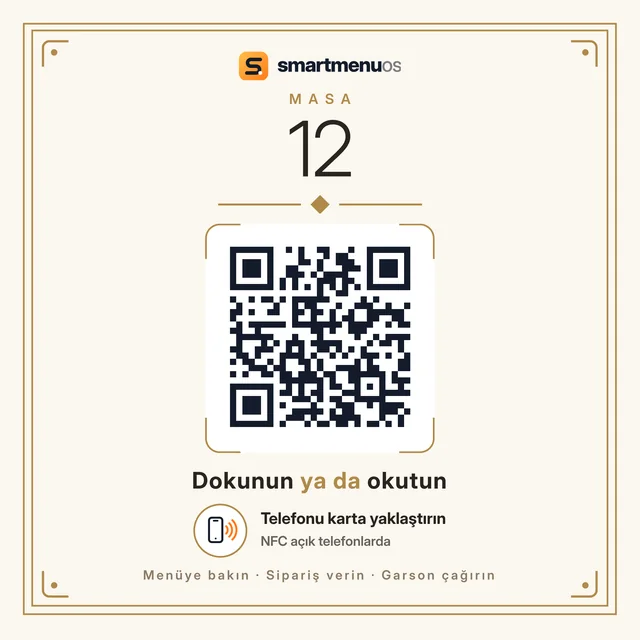 smartmenuos
MASA
12
Dokunun ya da okutun
Telefonu karta yaklaştırın
NFC açık telefonlarda
Menüye bakın · Sipariş verin · Garson çağırın